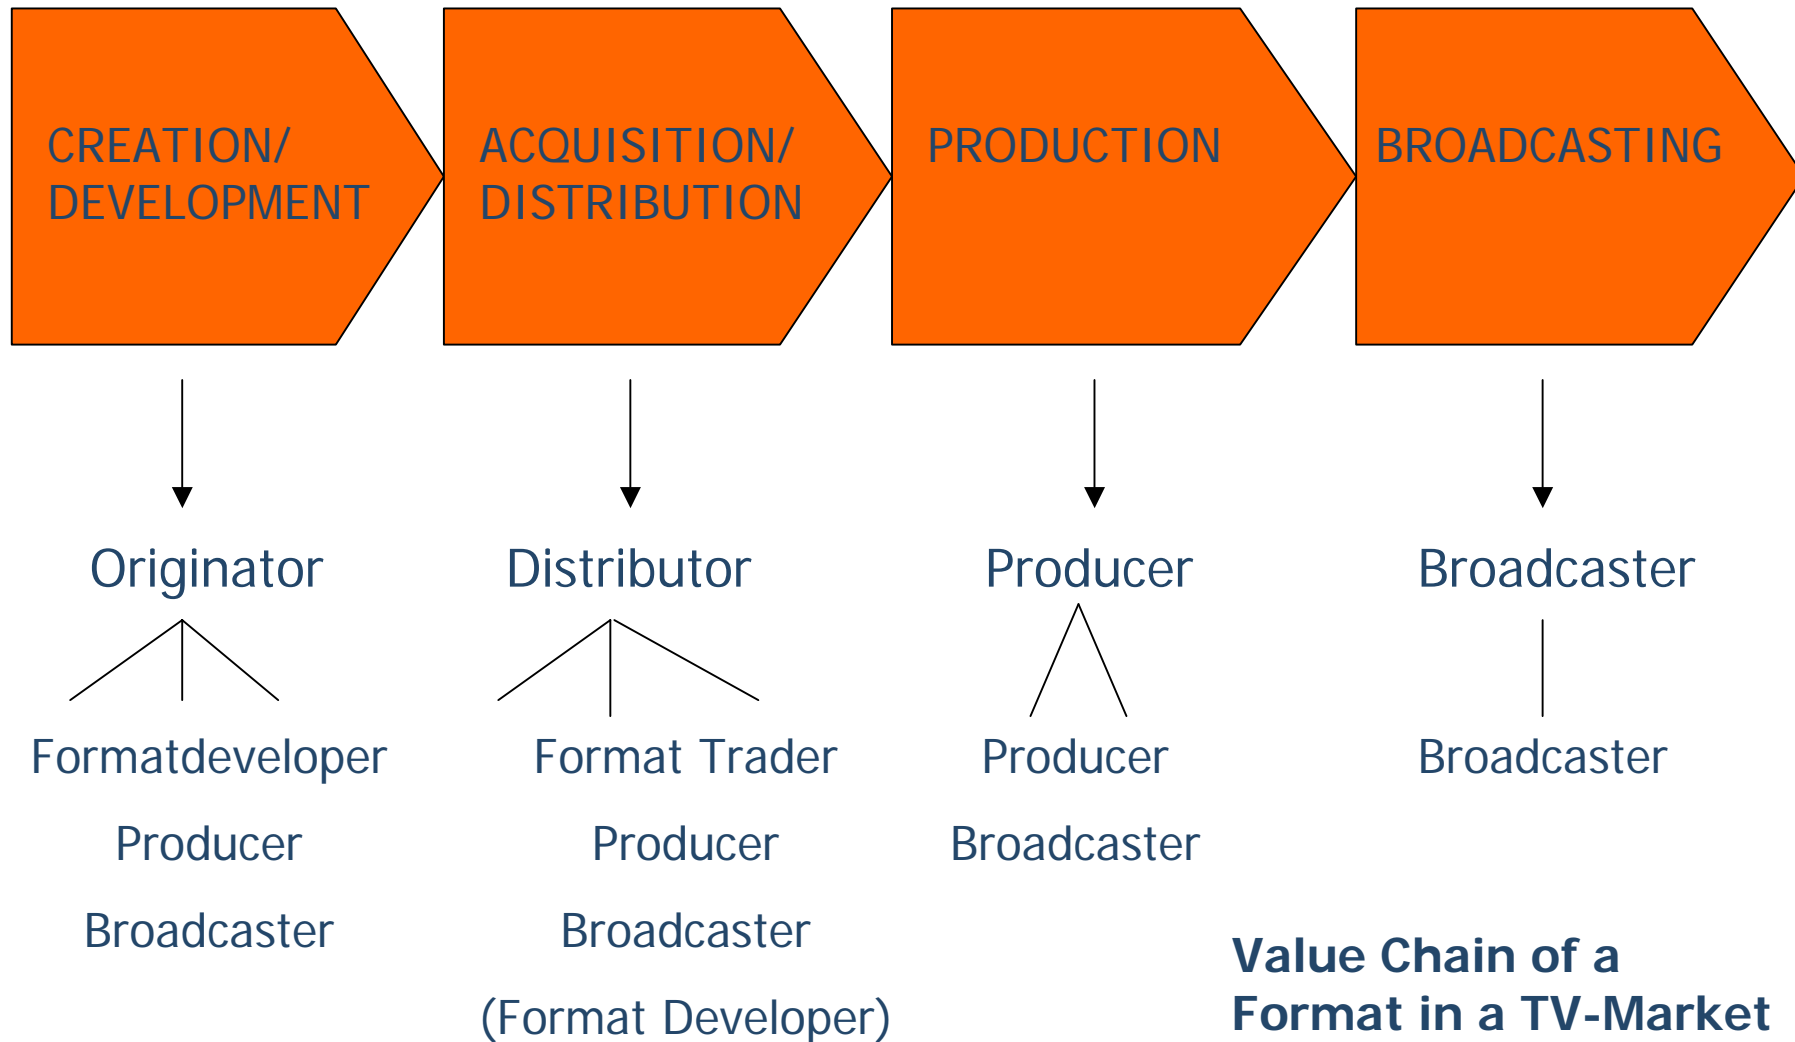 CREATION/
DEVELOPMENT
ACQUISITION/
DISTRIBUTION
PRODUCTION
BROADCASTING
Originator
Distributor
Producer
Broadcaster
Formatdeveloper
Producer
Broadcaster
Format Trader
Producer
Broadcaster
(Format Developer)
Producer
Broadcaster
Broadcaster
Value Chain of a
Format in a TV-Market